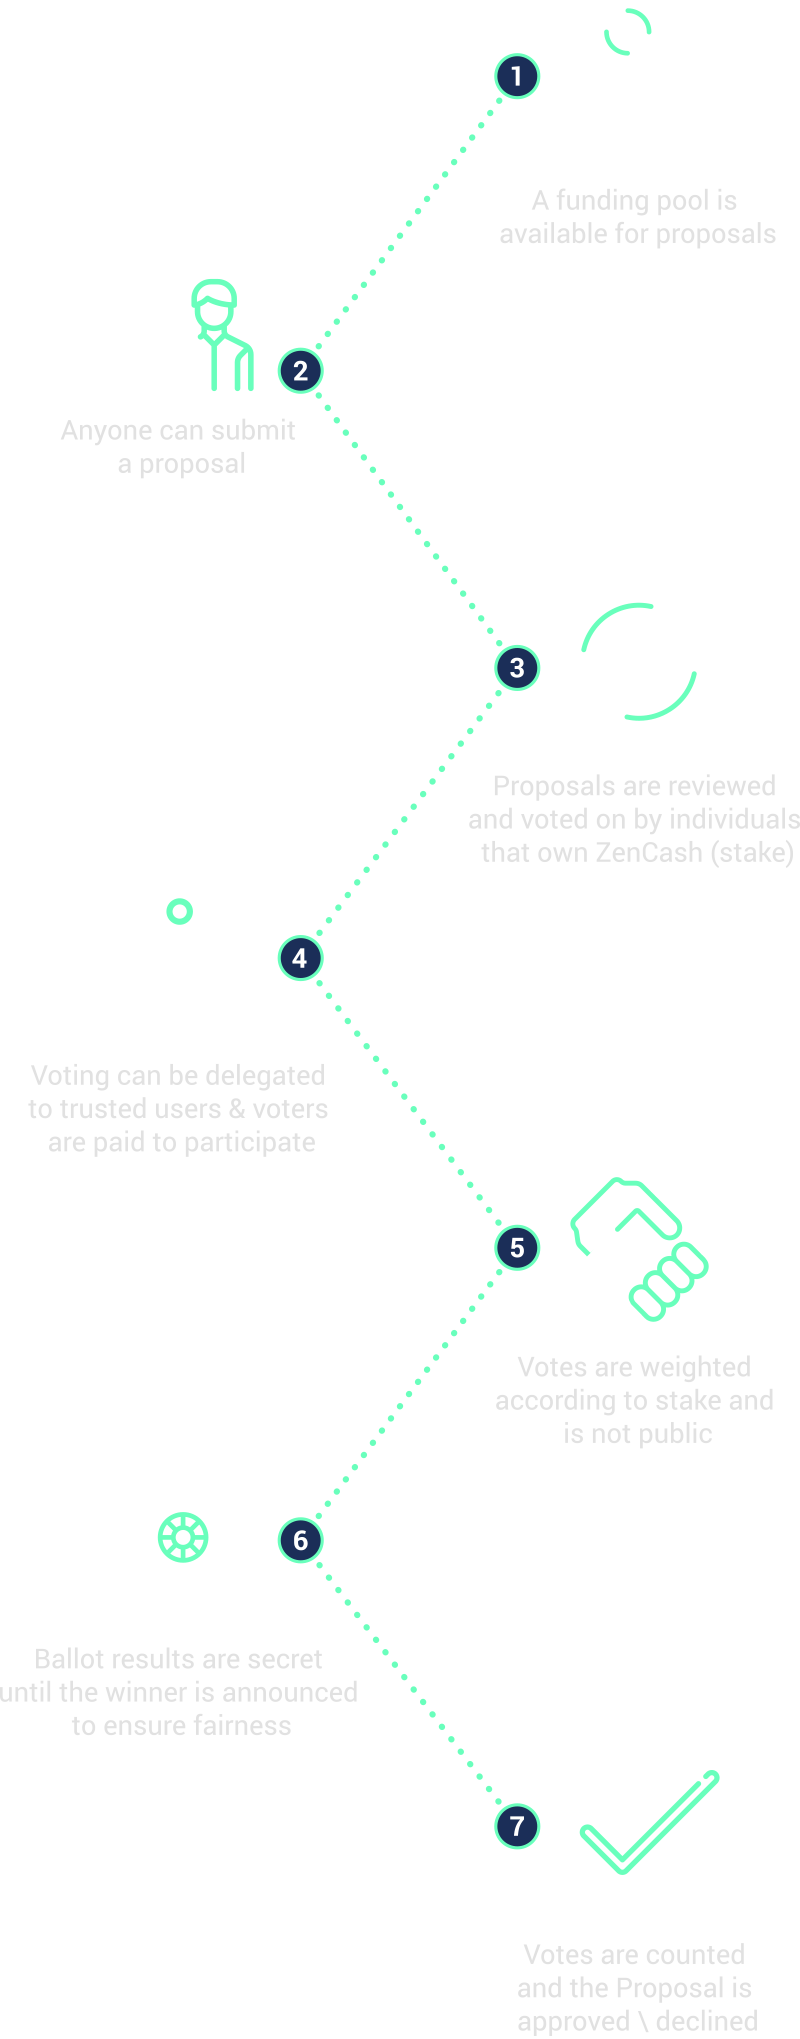 1
A funding pool is
available for proposals
2
Anyone can submit
a proposal
3
Proposals are reviewed
and voted on by individuals
that own ZenCash (stake)
4
Voting can be delegated
to trusted users & voters
are paid to participate
5
Votes are weighted
according to stake and
is not public
6
Ballot results are secret
until the winner is announced
to ensure fairness
7
Votes are counted
and the Proposal is
approved \ declined